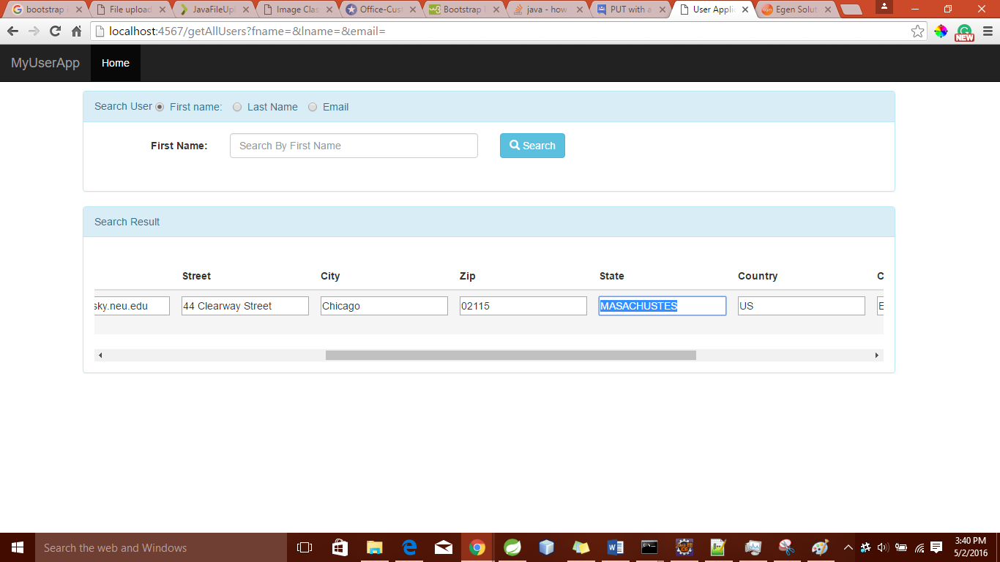 bootstrap i
File upload
JavaFileUpl
Image Clas
Office-Cust
Bootstrap
java - how
PUT with a
User Applic
Egen Solut
localhost:4567/getAllUsers?fname=&lname=&email=
NEW
MyUserApp Home
Search User First name: Last Name Email
First Name: Search By First Name Search
Search Result
Street City Zip State Country C
sky.neu.edu 44 Clearway Street Chicago 02115 MASACHUSTES US E
Search the web and Windows
3:40 PM
5/2/2016